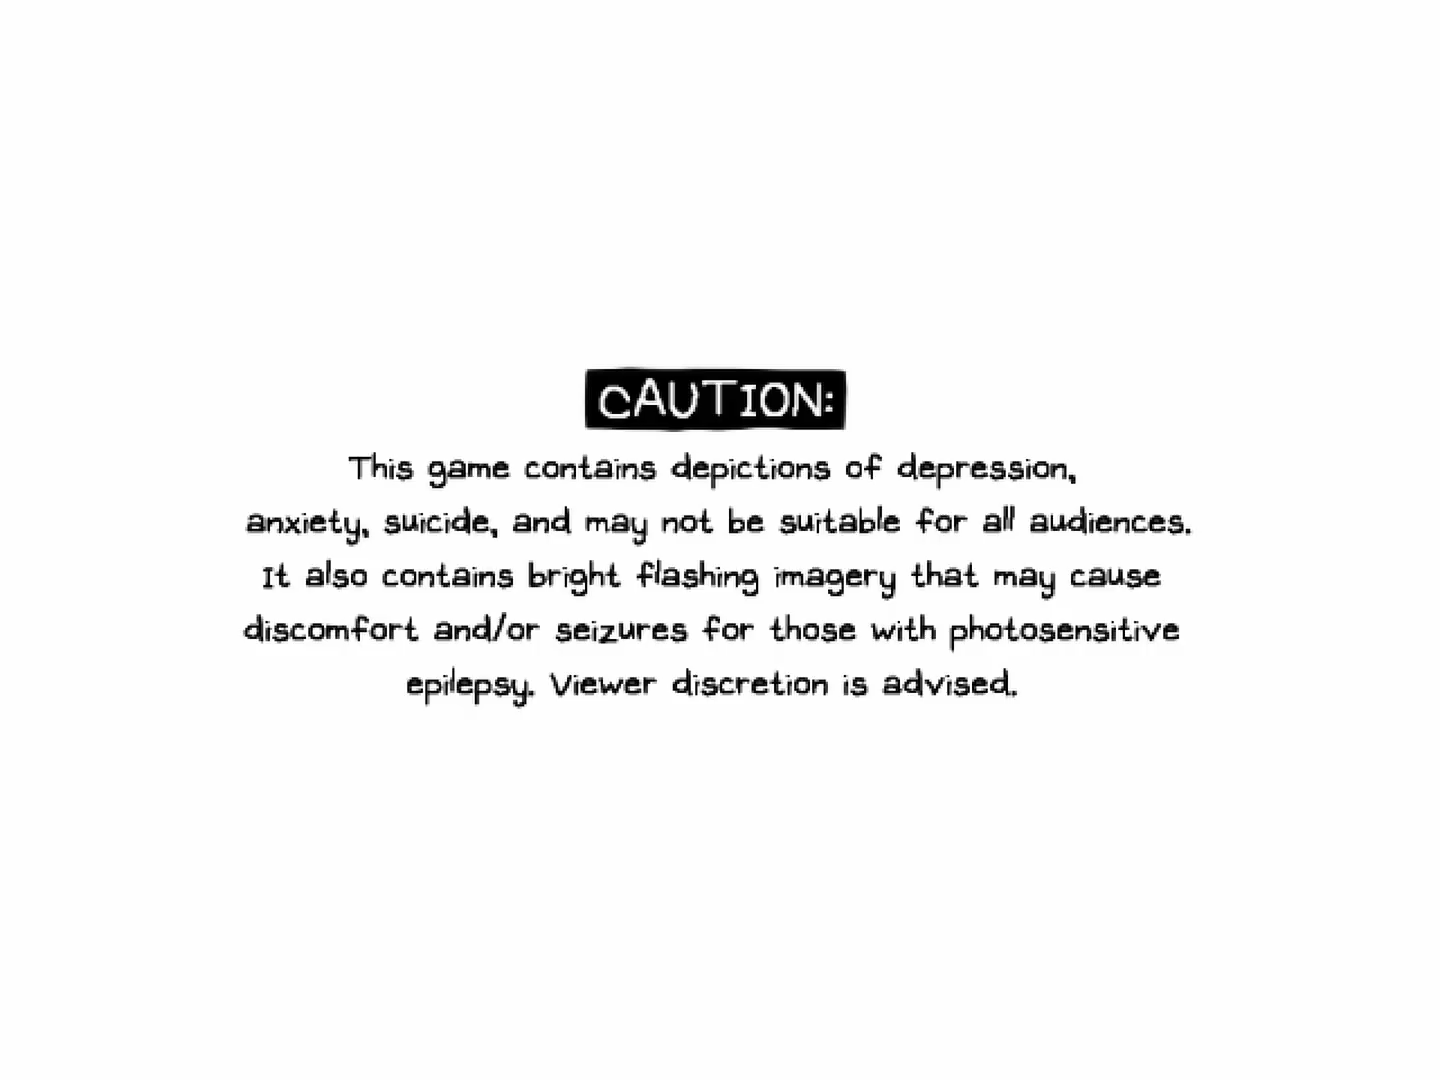 CAUTION:
This game contains depictions of depression,
anxiety, suicide, and may not be suitable for all audiences.
It also contains bright flashing imagery that may cause
discomfort and/or seizures for those with photosensitive
epilepsy. Viewer discretion is advised.